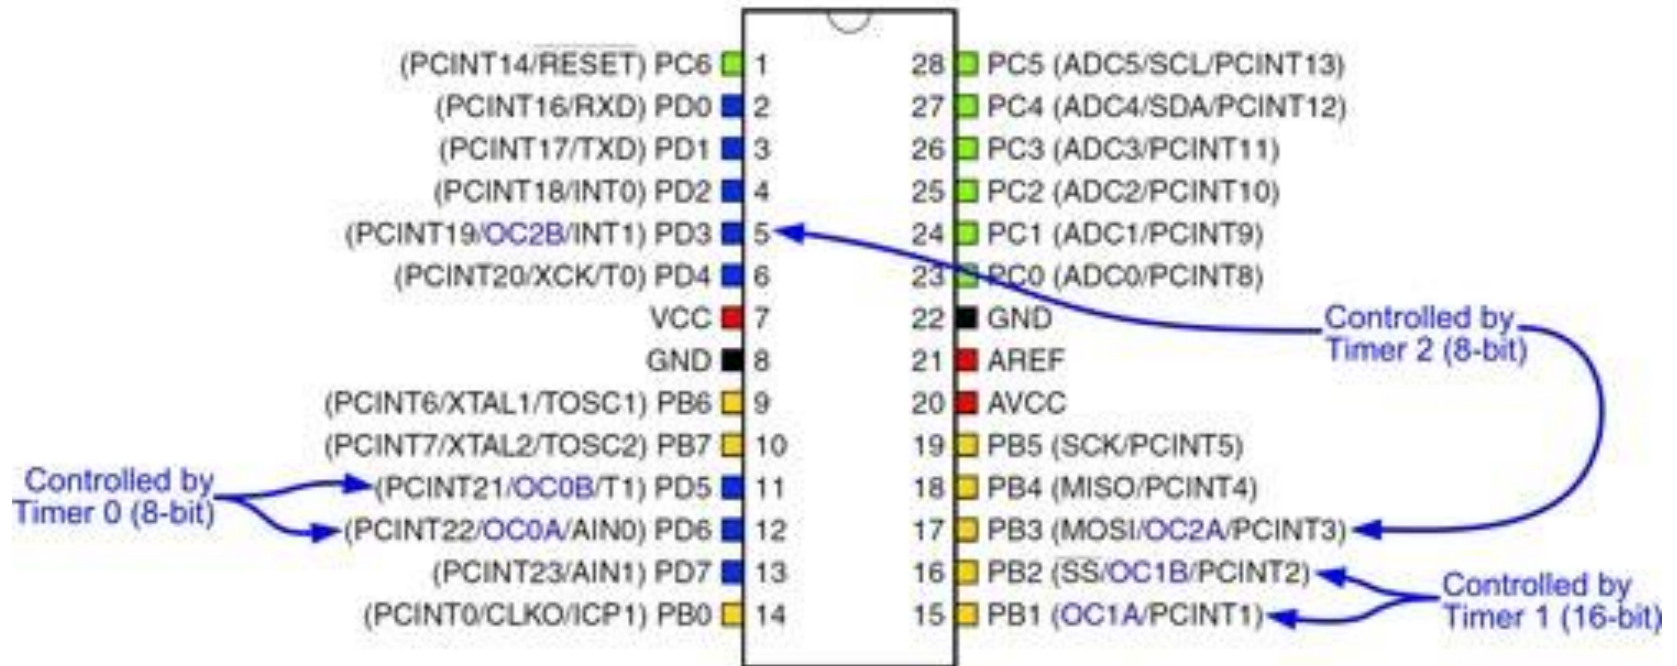 (PCINT14/RESET) PC6 1 28 PC5 (ADC5/SCL/PCINT13)
(PCINT16/RXD) PD0 2 27 PC4 (ADC4/SDA/PCINT12)
(PCINT17/TXD) PD1 3 26 PC3 (ADC3/PCINT11)
(PCINT18/INT0) PD2 4 25 PC2 (ADC2/PCINT10)
(PCINT19/OC2B/INT1) PD3 5 24 PC1 (ADC1/PCINT9)
(PCINT20/XCK/T0) PD4 6 23 PC0 (ADC0/PCINT8)
VCC 7 22 GND
Controlled by
Timer 2 (8-bit)
GND 8 21 AREF
(PCINT6/XTAL1/TOSC1) PB6 9 20 AVCC
(PCINT7/XTAL2/TOSC2) PB7 10 19 PB5 (SCK/PCINT5)
Controlled by
Timer 0 (8-bit)
(PCINT21/OC0B/T1) PD5 11 18 PB4 (MISO/PCINT4)
(PCINT22/OC0A/AIN0) PD6 12 17 PB3 (MOSI/OC2A/PCINT3)
(PCINT23/AIN1) PD7 13 16 PB2 (SS/OC1B/PCINT2)
Controlled by
Timer 1 (16-bit)
(PCINT0/CLKO/ICP1) PB0 14 15 PB1 (OC1A/PCINT1)